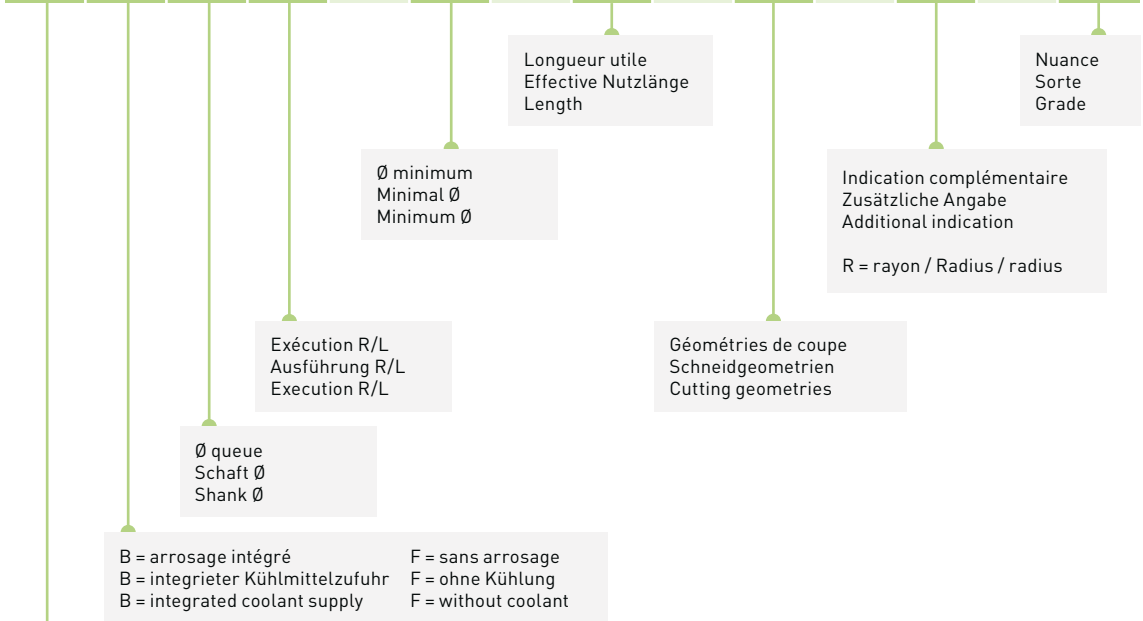 Longueur utile
Effective Nutzlänge
Length
Nuance
Sorte
Grade
Ø minimum
Minimal Ø
Minimum Ø
Indication complémentaire
Zusätzliche Angabe
Additional indication
R = rayon / Radius / radius
Exécution R/L
Ausführung R/L
Execution R/L
Géométries de coupe
Schneidgeometrien
Cutting geometries
Ø queue
Schaft Ø
Shank Ø
B = arrosage intégré F = sans arrosage
B = integrierter Kühlmittelzufuhr F = ohne Kühlung
B = integrated coolant supply F = without coolant